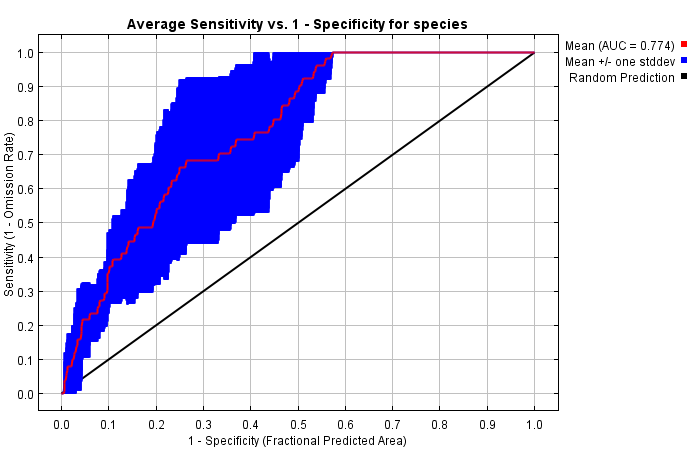 Average Sensitivity vs. 1 - Specificity for species
Mean (AUC = 0.774)
Mean +/- one stddev
Random Prediction
Sensitivity (1 - Omission Rate)
1.0
0.9
0.8
0.7
0.6
0.5
0.4
0.3
0.2
0.1
0.0
0.0 0.1 0.2 0.3 0.4 0.5 0.6 0.7 0.8 0.9 1.0
1 - Specificity (Fractional Predicted Area)